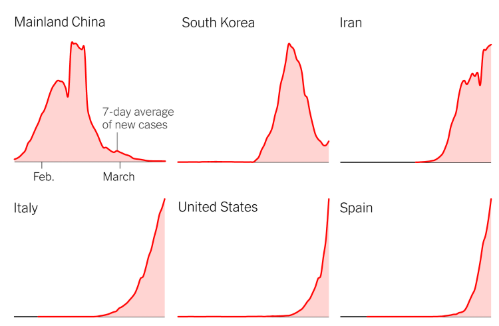 Mainland China
South Korea
Iran
7-day average
of new cases
Feb.
March
Italy
United States
Spain